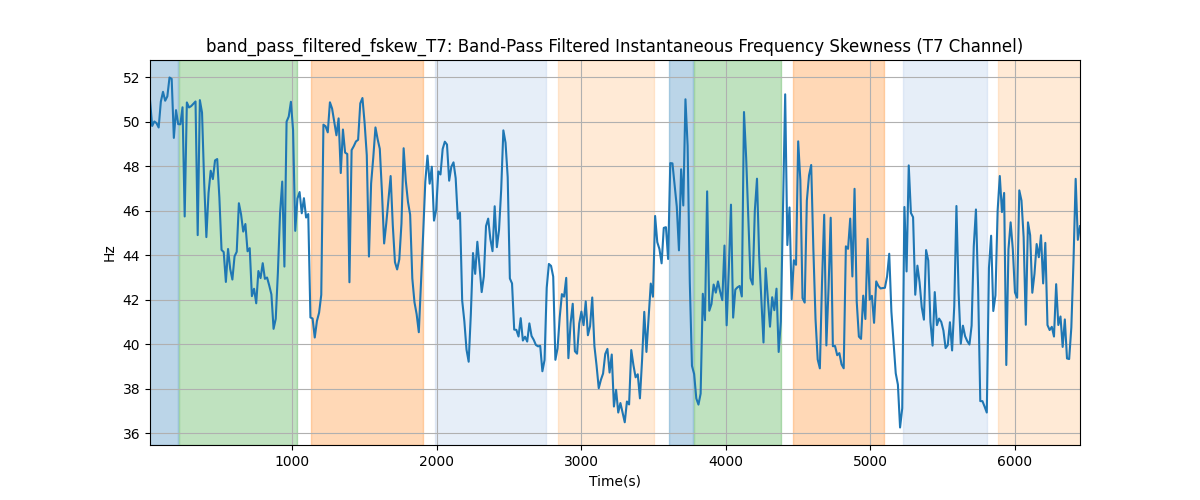 band_pass_filtered_fskew_T7: Band-Pass Filtered Instantaneous Frequency Skewness (T7 Channel)
52
50
48
46
44
42
40
38
36
Hz
1000 2000 3000 4000 5000 6000
Time(s)